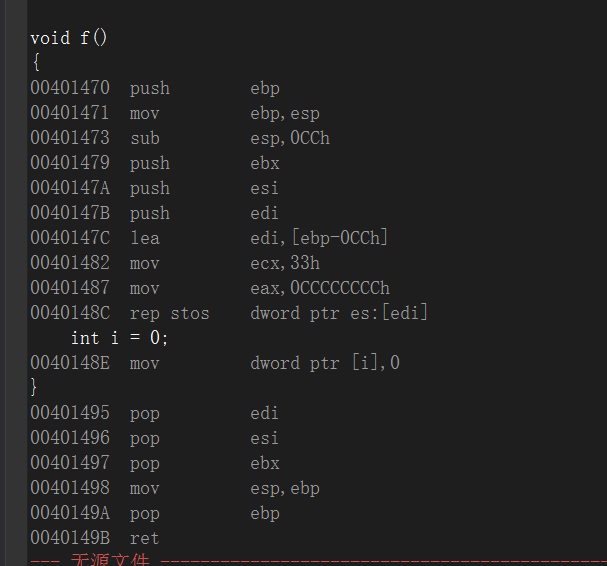 void f()
{
00401470 push ebp
00401471 mov ebp,esp
00401473 sub esp,0CCh
00401479 push ebx
0040147A push esi
0040147B push edi
0040147C lea edi,[ebp-0CCh]
00401482 mov ecx,33h
00401487 mov eax,0CCCCCCCCh
0040148C rep stos dword ptr es:[edi]
int i = 0;
0040148E mov dword ptr [i],0
}
00401495 pop edi
00401496 pop esi
00401497 pop ebx
00401498 mov esp,ebp
0040149A pop ebp
0040149B ret
--- 无源文件 --------------------------------------------